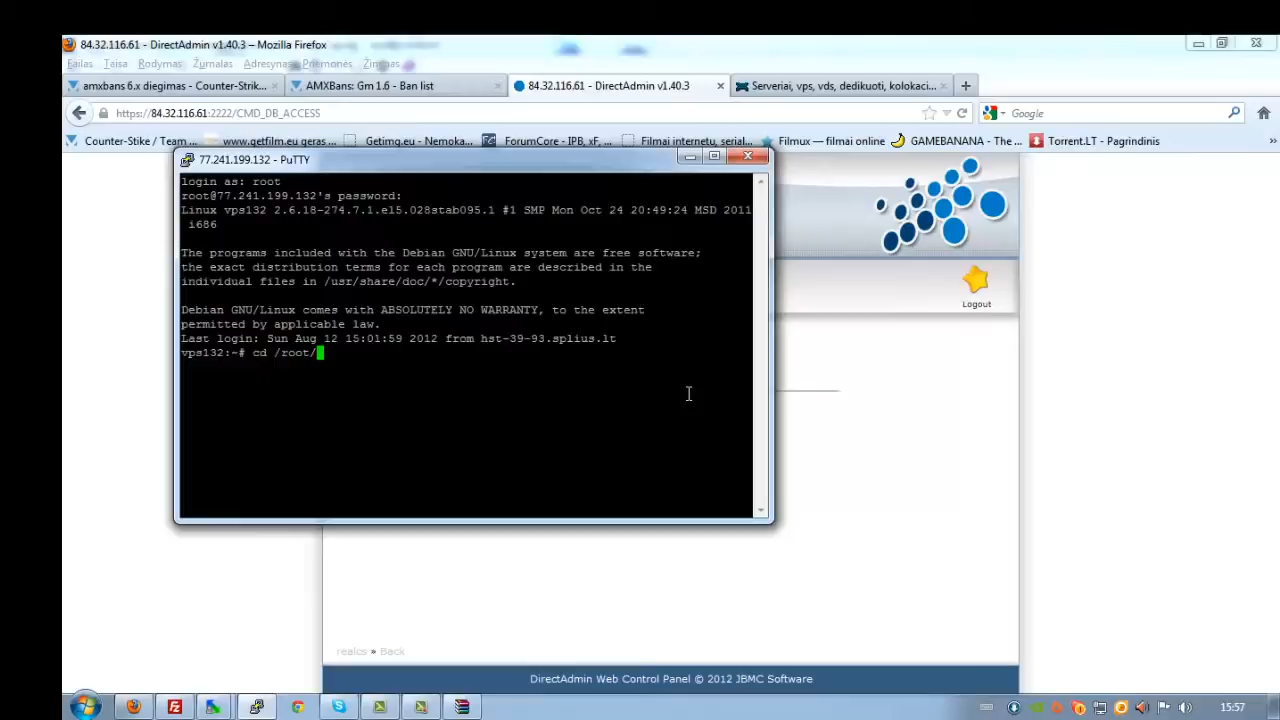 84.32.116.61 - DirectAdmin v1.40.3 – Mozilla Firefox
Failas Taisa Rodymas Žurnalas Adresynas Priemonės Žinynas
amxbans 6.x diegimas - Counter-Strik...
AMXBans: Gm 1.6 - Ban list
84.32.116.61 - DirectAdmin v1.40.3
Serveriai, vps, vds, dedikuoti, kolokaci...
https://84.32.116.61:2222/CMD_DB_ACCESS
Google
Counter-Stike / Team ...
www.getfilm.eu geras ...
Getimg.eu - Nemoka...
ForumCore - IPB, xF, ...
Filmai internetu, serial...
Filmux — filmai online
GAMEBANANA - The ...
Torrent.LT - Pagrindinis
77.241.199.132 - PuTTY
login as: root
root@77.241.199.132's password:
Linux vps132 2.6.18-274.7.1.el5.028stab095.1 #1 SMP Mon Oct 24 20:49:24 MSD 2011
i686
The programs included with the Debian GNU/Linux system are free software;
the exact distribution terms for each program are described in the
individual files in /usr/share/doc/*/copyright.
Debian GNU/Linux comes with ABSOLUTELY NO WARRANTY, to the extent
permitted by applicable law.
Last login: Sun Aug 12 15:01:59 2012 from hst-39-93.splius.lt
vps132:~# cd /root/
Logout
realcs » Back
DirectAdmin Web Control Panel © 2012 JBMC Software
15:57